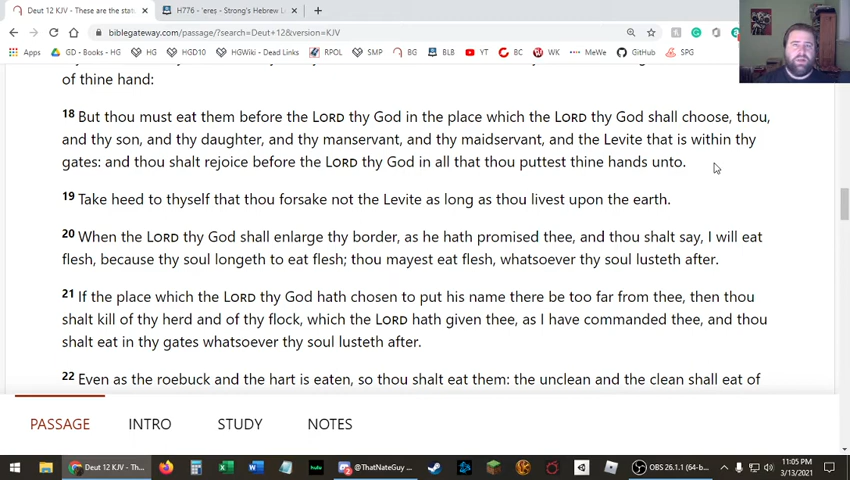 Deut 12 KJV - These are the stat
H776 - 'eres - Strong's Hebrew L
biblegateway.com/passage/?search=Deut+12&version=KJV
Apps
GD - Books - HG
HG
HGD10
HGWiki - Dead Links
RPOL
SMP
BG
BLB
YT
BC
WK
MeWe
GitHub
SPG
of thine hand:
18 But thou must eat them before the LORD thy God in the place which the LORD thy God shall choose, thou,
and thy son, and thy daughter, and thy manservant, and thy maidservant, and the Levite that is within thy
gates: and thou shalt rejoice before the LORD thy God in all that thou puttest thine hands unto.
19 Take heed to thyself that thou forsake not the Levite as long as thou livest upon the earth.
20 When the LORD thy God shall enlarge thy border, as he hath promised thee, and thou shalt say, I will eat
flesh, because thy soul longeth to eat flesh; thou mayest eat flesh, whatsoever thy soul lusteth after.
21 If the place which the LORD thy God hath chosen to put his name there be too far from thee, then thou
shalt kill of thy herd and of thy flock, which the LORD hath given thee, as I have commanded thee, and thou
shalt eat in thy gates whatsoever thy soul lusteth after.
22 Even as the roebuck and the hart is eaten, so thou shalt eat them: the unclean and the clean shall eat of
PASSAGE
INTRO
STUDY
NOTES
Deut 12 KJV - Th...
hulu
@ThatNateGuy ...
OBS 26.1.1 (64-b...
11:05 PM
3/13/2021